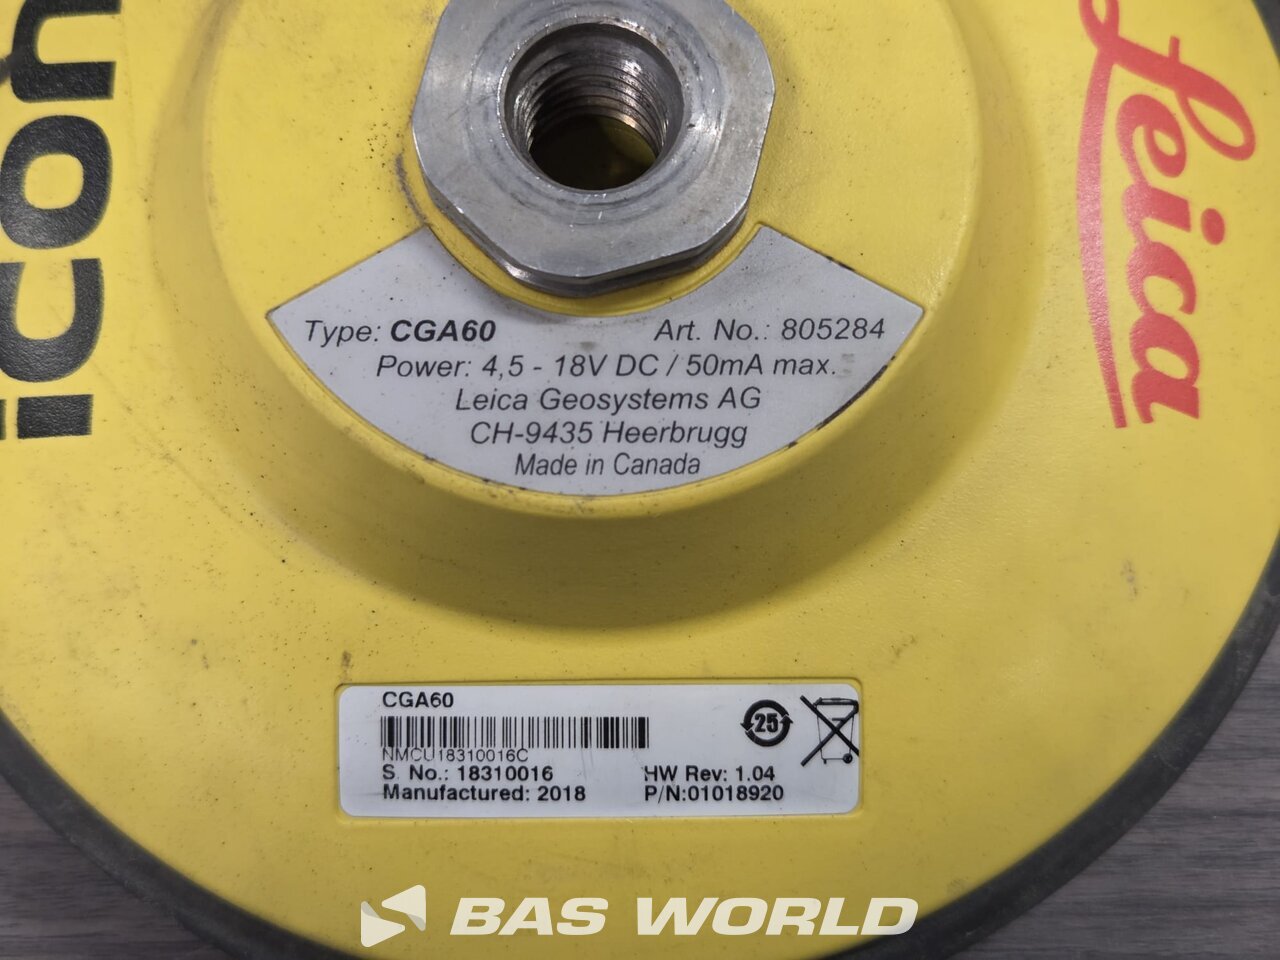 icon
Leica
Type: CGA60 Art. No.: 805284
Power: 4,5 - 18V DC / 50mA max.
Leica Geosystems AG
CH-9435 Heerbrugg
Made in Canada
CGA60
NMCU18310016C
S. No.: 18310016 HW Rev: 1.04
Manufactured: 2018 P/N:01018920
25
BAS WORLD